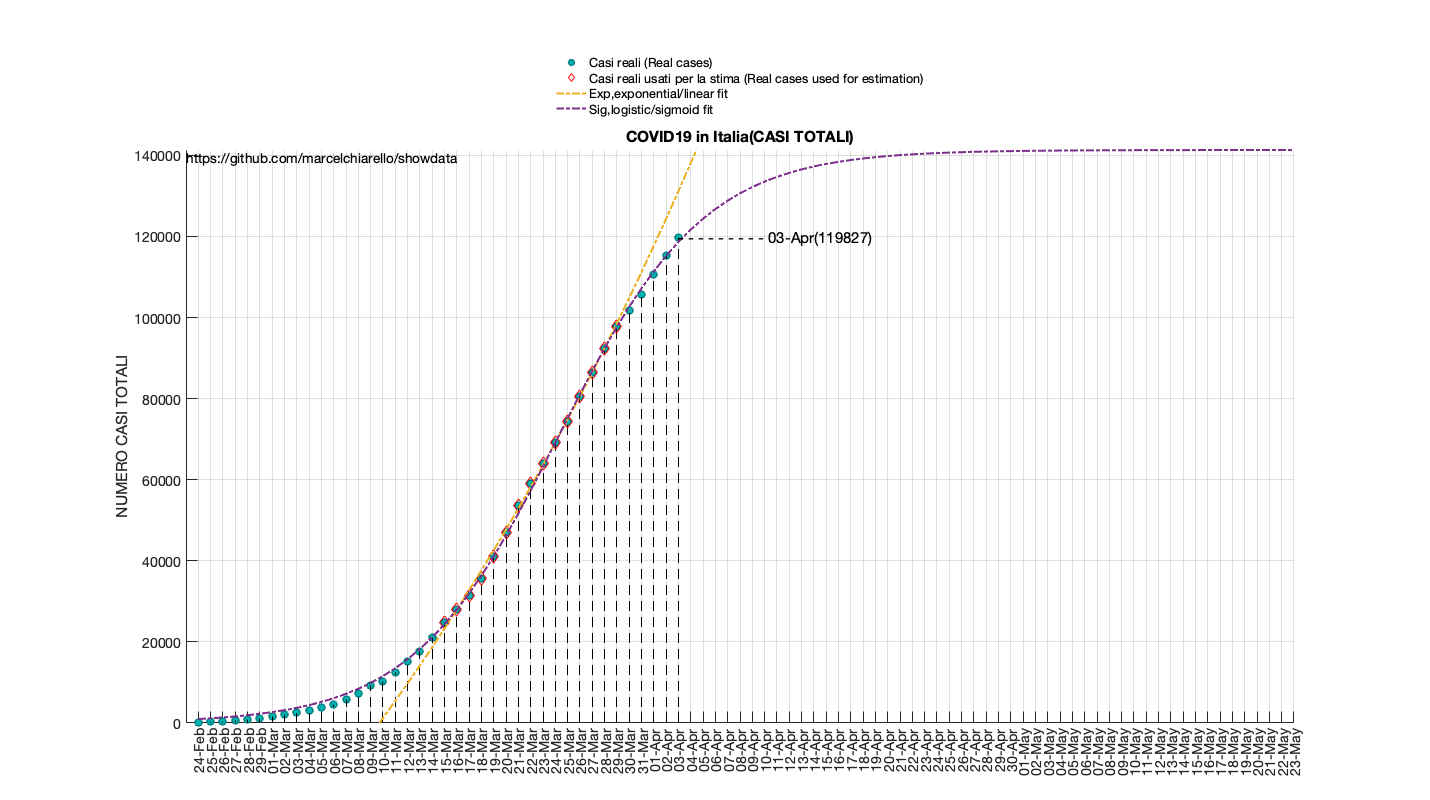 Casi reali (Real cases)
Casi reali usati per la stima (Real cases used for estimation)
Exp,exponential/linear fit
Sig,logistic/sigmoid fit
COVID19 in Italia(CASI TOTALI)
https://github.com/marcelchiarello/showdata
140000
120000
100000
80000
60000
40000
20000
0
NUMERO CASI TOTALI
03-Apr(119827)
24-Feb
25-Feb
26-Feb
27-Feb
28-Feb
29-Feb
01-Mar
02-Mar
03-Mar
04-Mar
05-Mar
06-Mar
07-Mar
08-Mar
09-Mar
10-Mar
11-Mar
12-Mar
13-Mar
14-Mar
15-Mar
16-Mar
17-Mar
18-Mar
19-Mar
20-Mar
21-Mar
22-Mar
23-Mar
24-Mar
25-Mar
26-Mar
27-Mar
28-Mar
29-Mar
30-Mar
31-Mar
01-Apr
02-Apr
03-Apr
04-Apr
05-Apr
06-Apr
07-Apr
08-Apr
09-Apr
10-Apr
11-Apr
12-Apr
13-Apr
14-Apr
15-Apr
16-Apr
17-Apr
18-Apr
19-Apr
20-Apr
21-Apr
22-Apr
23-Apr
24-Apr
25-Apr
26-Apr
27-Apr
28-Apr
29-Apr
30-Apr
01-May
02-May
03-May
04-May
05-May
06-May
07-May
08-May
09-May
10-May
11-May
12-May
13-May
14-May
15-May
16-May
17-May
18-May
19-May
20-May
21-May
22-May
23-May